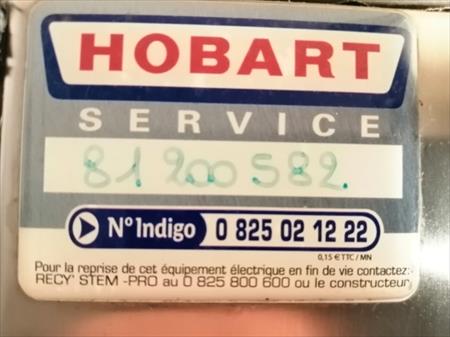 HOBART
SERVICE
81200582.
N° Indigo 0 825 02 12 22
0,15 € TTC / MN
Pour la reprise de cet équipement électrique en fin de vie contactez:
RECY' STEM -PRO au 0 825 800 600 ou le constructeur